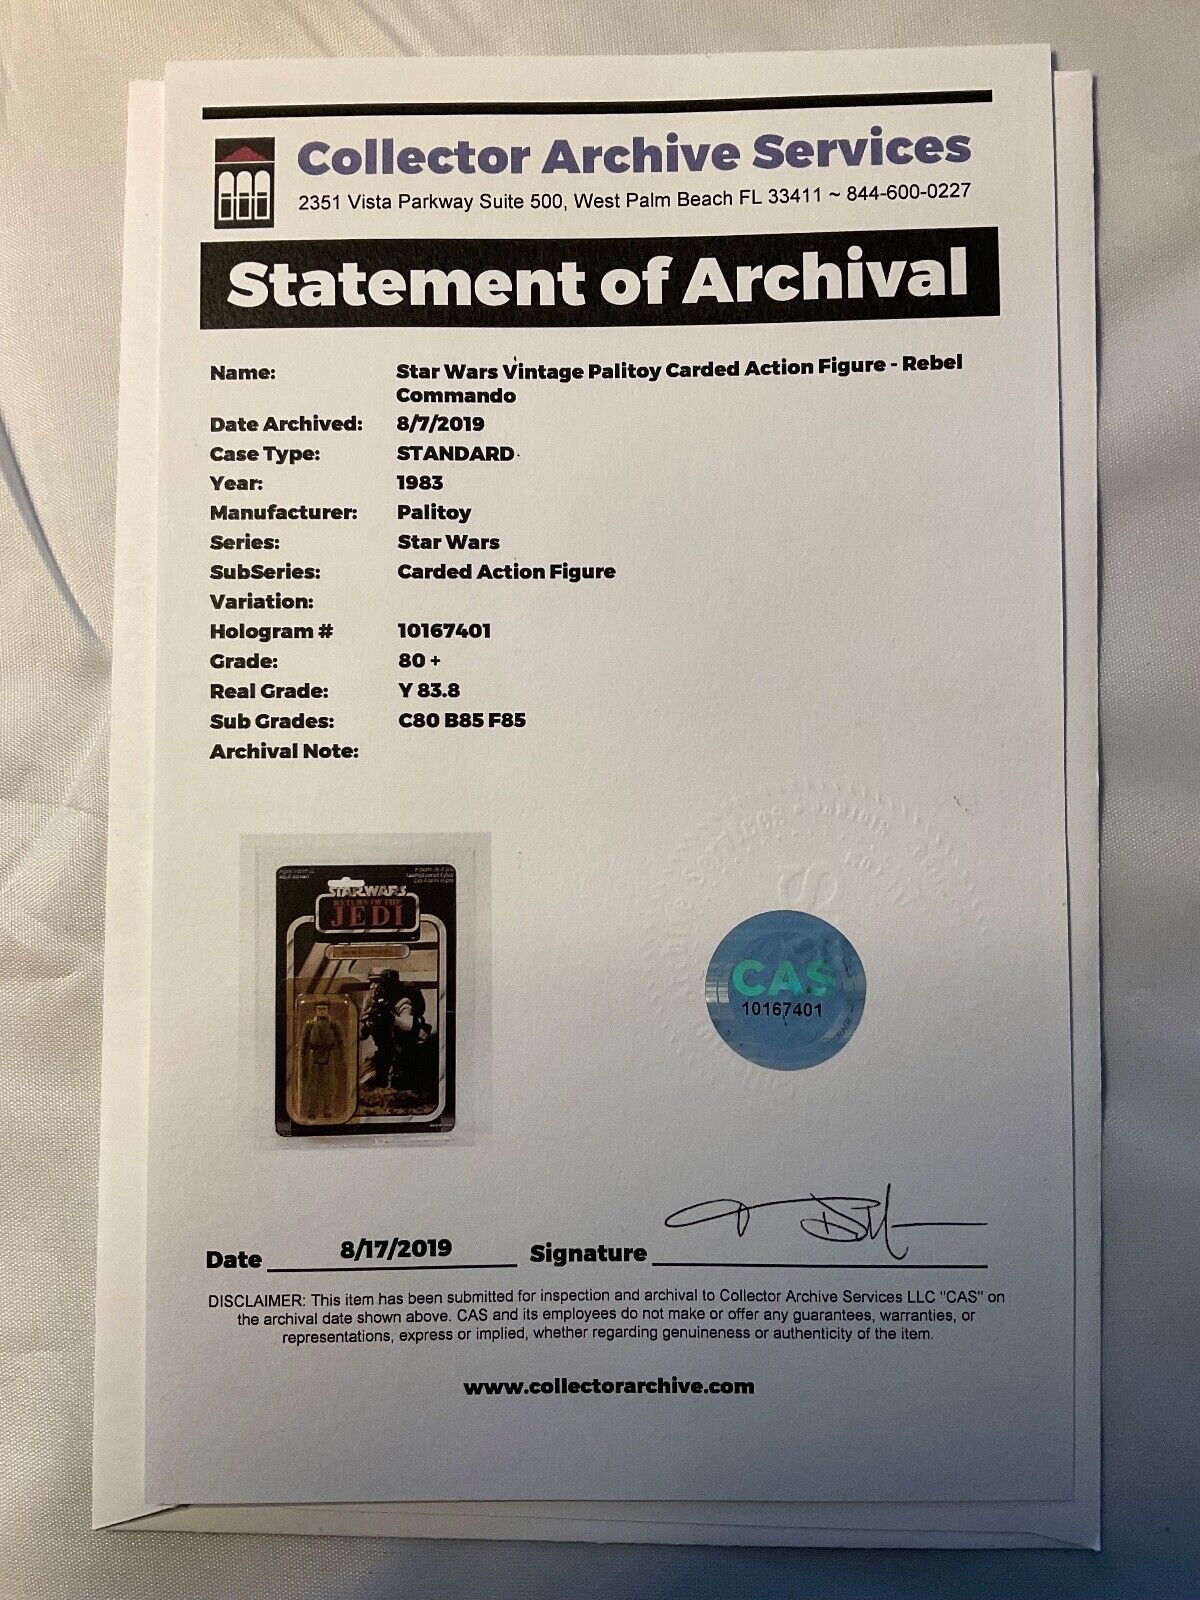 Collector Archive Services
2351 Vista Parkway Suite 500, West Palm Beach FL 33411 ~ 844-600-0227
Statement of Archival
Name: Star Wars Vintage Palitoy Carded Action Figure - Rebel
Commando
Date Archived: 8/7/2019
Case Type: STANDARD
Year: 1983
Manufacturer: Palitoy
Series: Star Wars
SubSeries: Carded Action Figure
Variation:
Hologram # 10167401
Grade: 80 +
Real Grade: Y 83.8
Sub Grades: C80 B85 F85
Archival Note:
STAR WARS
RETURN OF THE
JEDI
CAS
10167401
Date 8/17/2019 Signature
DISCLAIMER: This item has been submitted for inspection and archival to Collector Archive Services LLC "CAS" on
the archival date shown above. CAS and its employees do not make or offer any guarantees, warranties, or
representations, express or implied, whether regarding genuineness or authenticity of the item.
www.collectorarchive.com